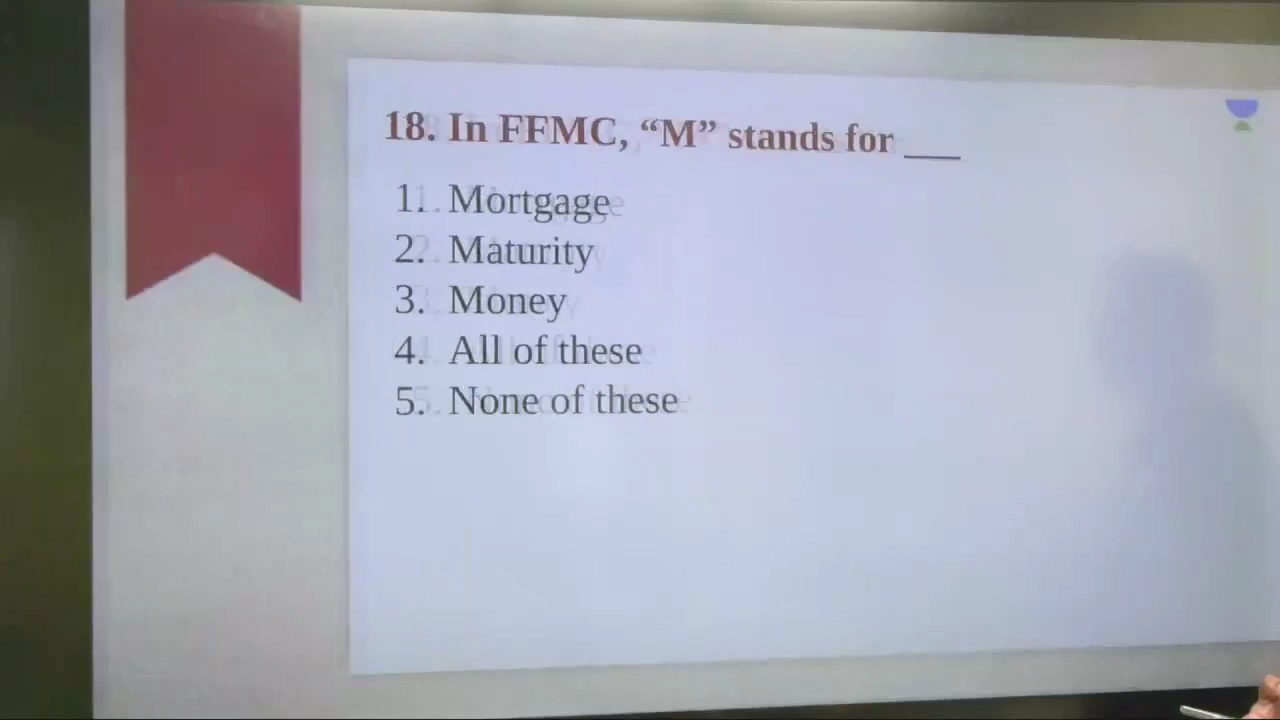 18. In FFMC, “M” stands for ___
1. Mortgage
2. Maturity
3. Money
4. All of these
5. None of these